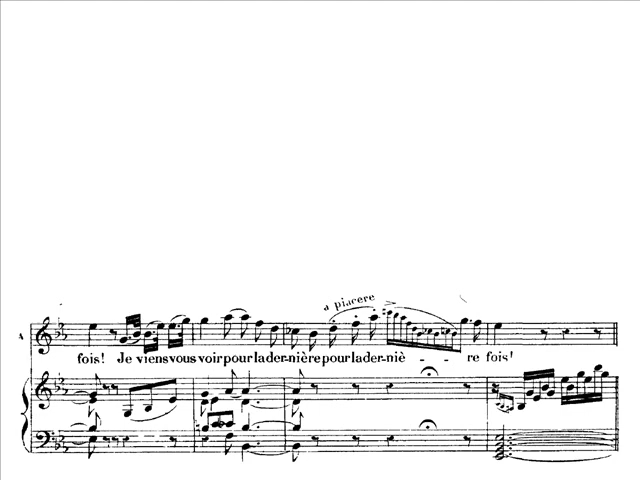 a piacere
A
fois! Je viens vous voir pour la der-nière pour la der-niè - - - re fois!